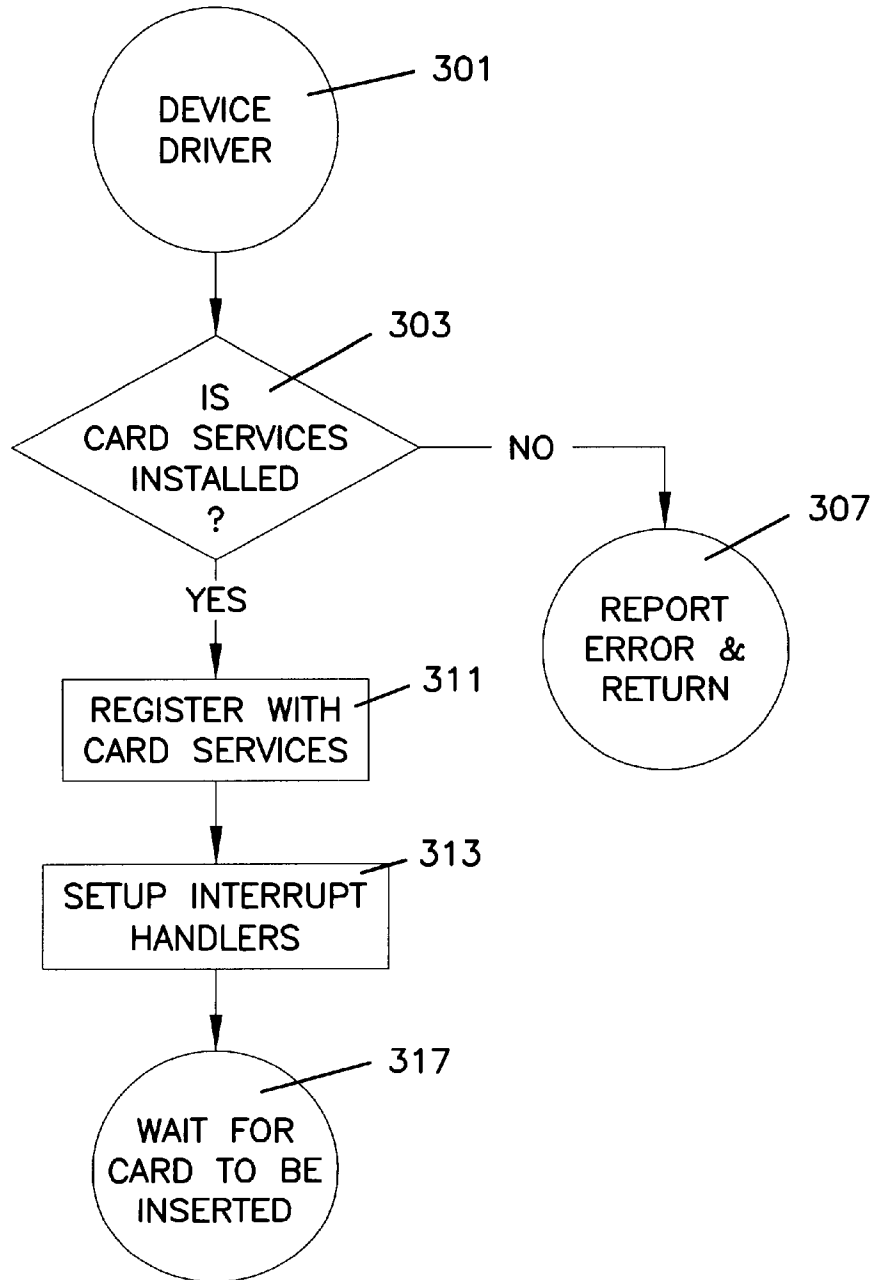 301
DEVICE
DRIVER
303
IS
CARD SERVICES
INSTALLED
?
NO
307
REPORT
ERROR &
RETURN
YES
311
REGISTER WITH
CARD SERVICES
313
SETUP INTERRUPT
HANDLERS
317
WAIT FOR
CARD TO BE
INSERTED